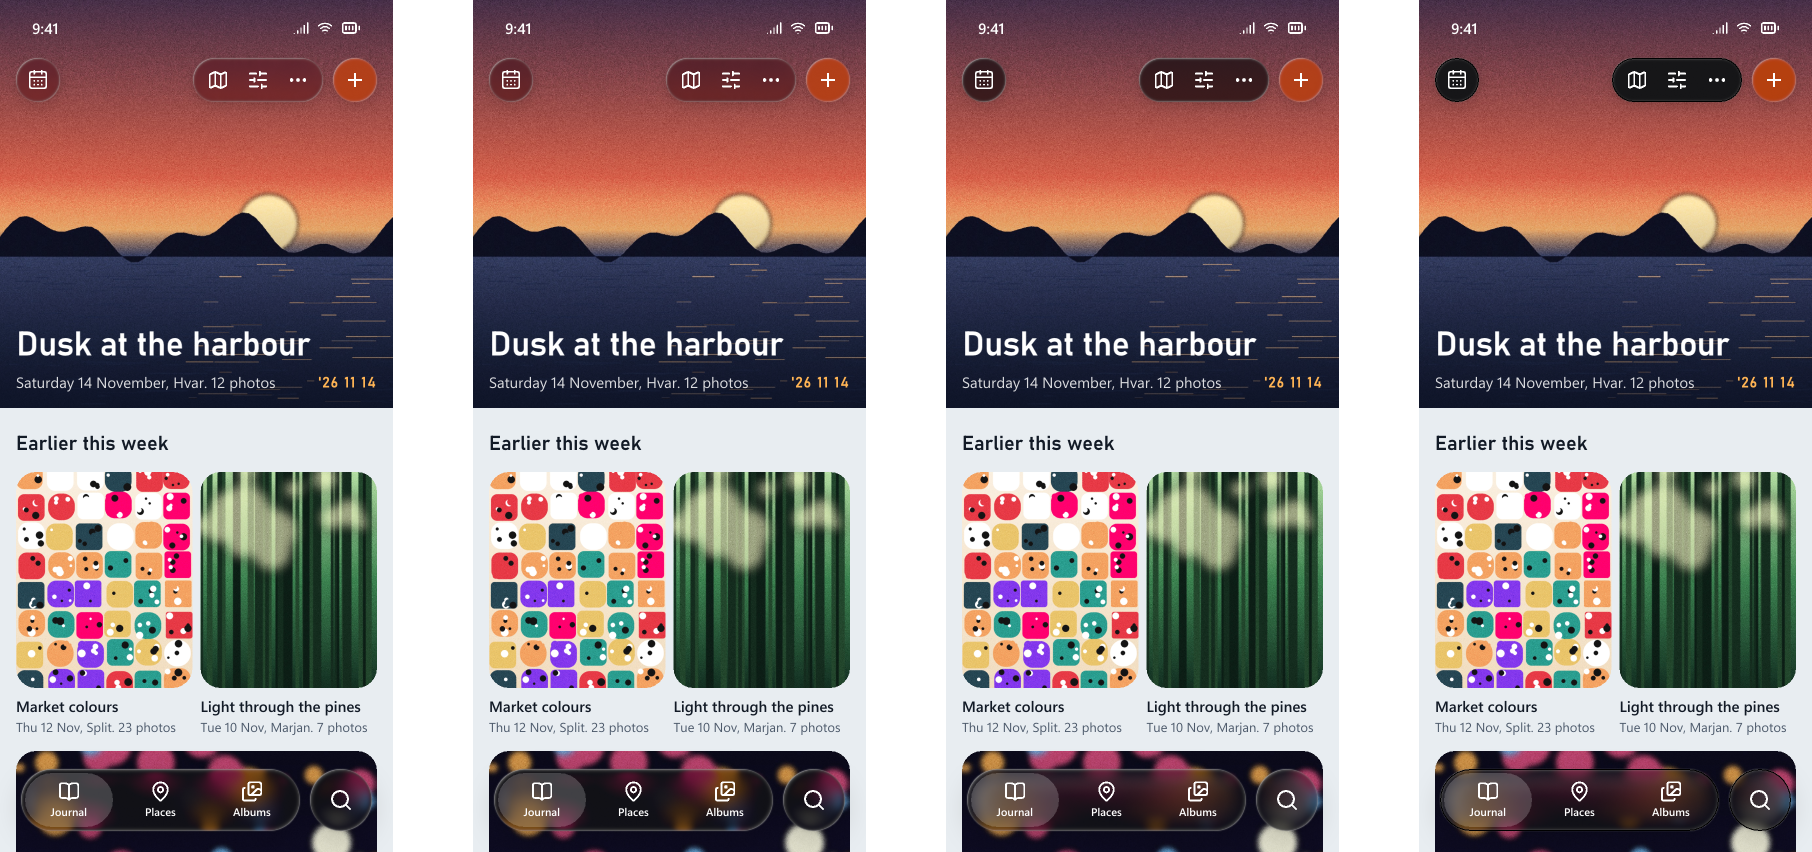 9:41
Dusk at the harbour
Saturday 14 November, Hvar. 12 photos '26 11 14
Earlier this week
Market colours Light through the pines
Thu 12 Nov, Split. 23 photos Tue 10 Nov, Marjan. 7 photos
Journal Places Albums
9:41
Dusk at the harbour
Saturday 14 November, Hvar. 12 photos '26 11 14
Earlier this week
Market colours Light through the pines
Thu 12 Nov, Split. 23 photos Tue 10 Nov, Marjan. 7 photos
Journal Places Albums
9:41
Dusk at the harbour
Saturday 14 November, Hvar. 12 photos '26 11 14
Earlier this week
Market colours Light through the pines
Thu 12 Nov, Split. 23 photos Tue 10 Nov, Marjan. 7 photos
Journal Places Albums
9:41
Dusk at the harbour
Saturday 14 November, Hvar. 12 photos '26 11 14
Earlier this week
Market colours Light through the pines
Thu 12 Nov, Split. 23 photos Tue 10 Nov, Marjan. 7 photos
Journal Places Albums